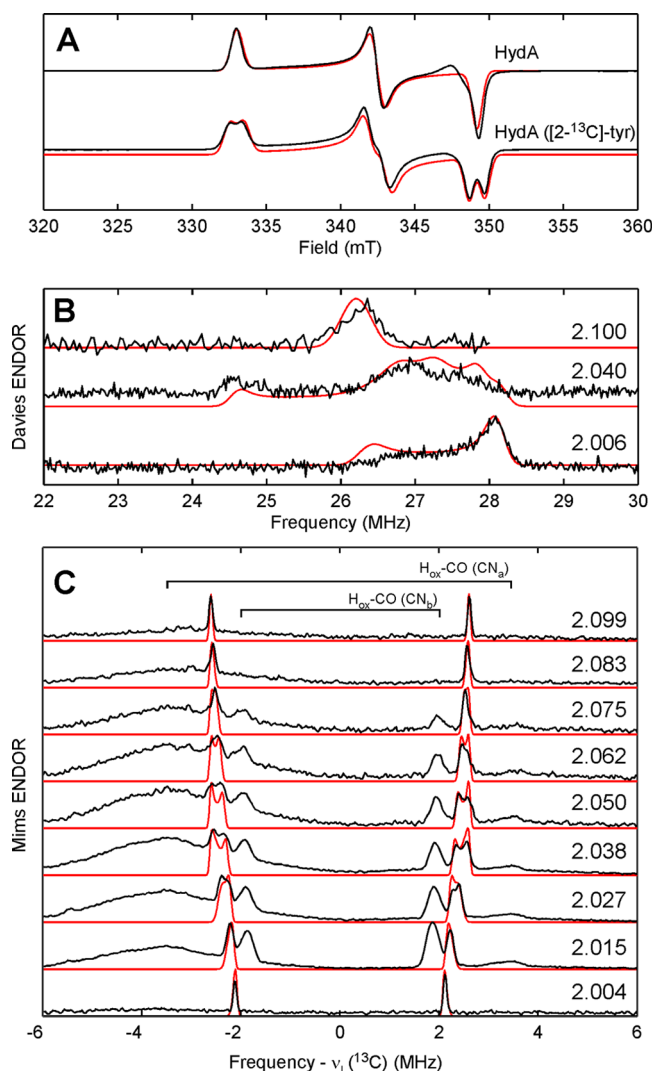 A
HydA
HydA ([2-¹³C]-tyr)
320 325 330 335 340 345 350 355 360
Field (mT)
B
Davies ENDOR
2.100
2.040
2.006
22 23 24 25 26 27 28 29 30
Frequency (MHz)
C
Mims ENDOR
Hox-CO (CNa)
Hox-CO (CNb)
2.099
2.083
2.075
2.062
2.050
2.038
2.027
2.015
2.004
-6 -4 -2 0 2 4 6
Frequency - νL (¹³C) (MHz)